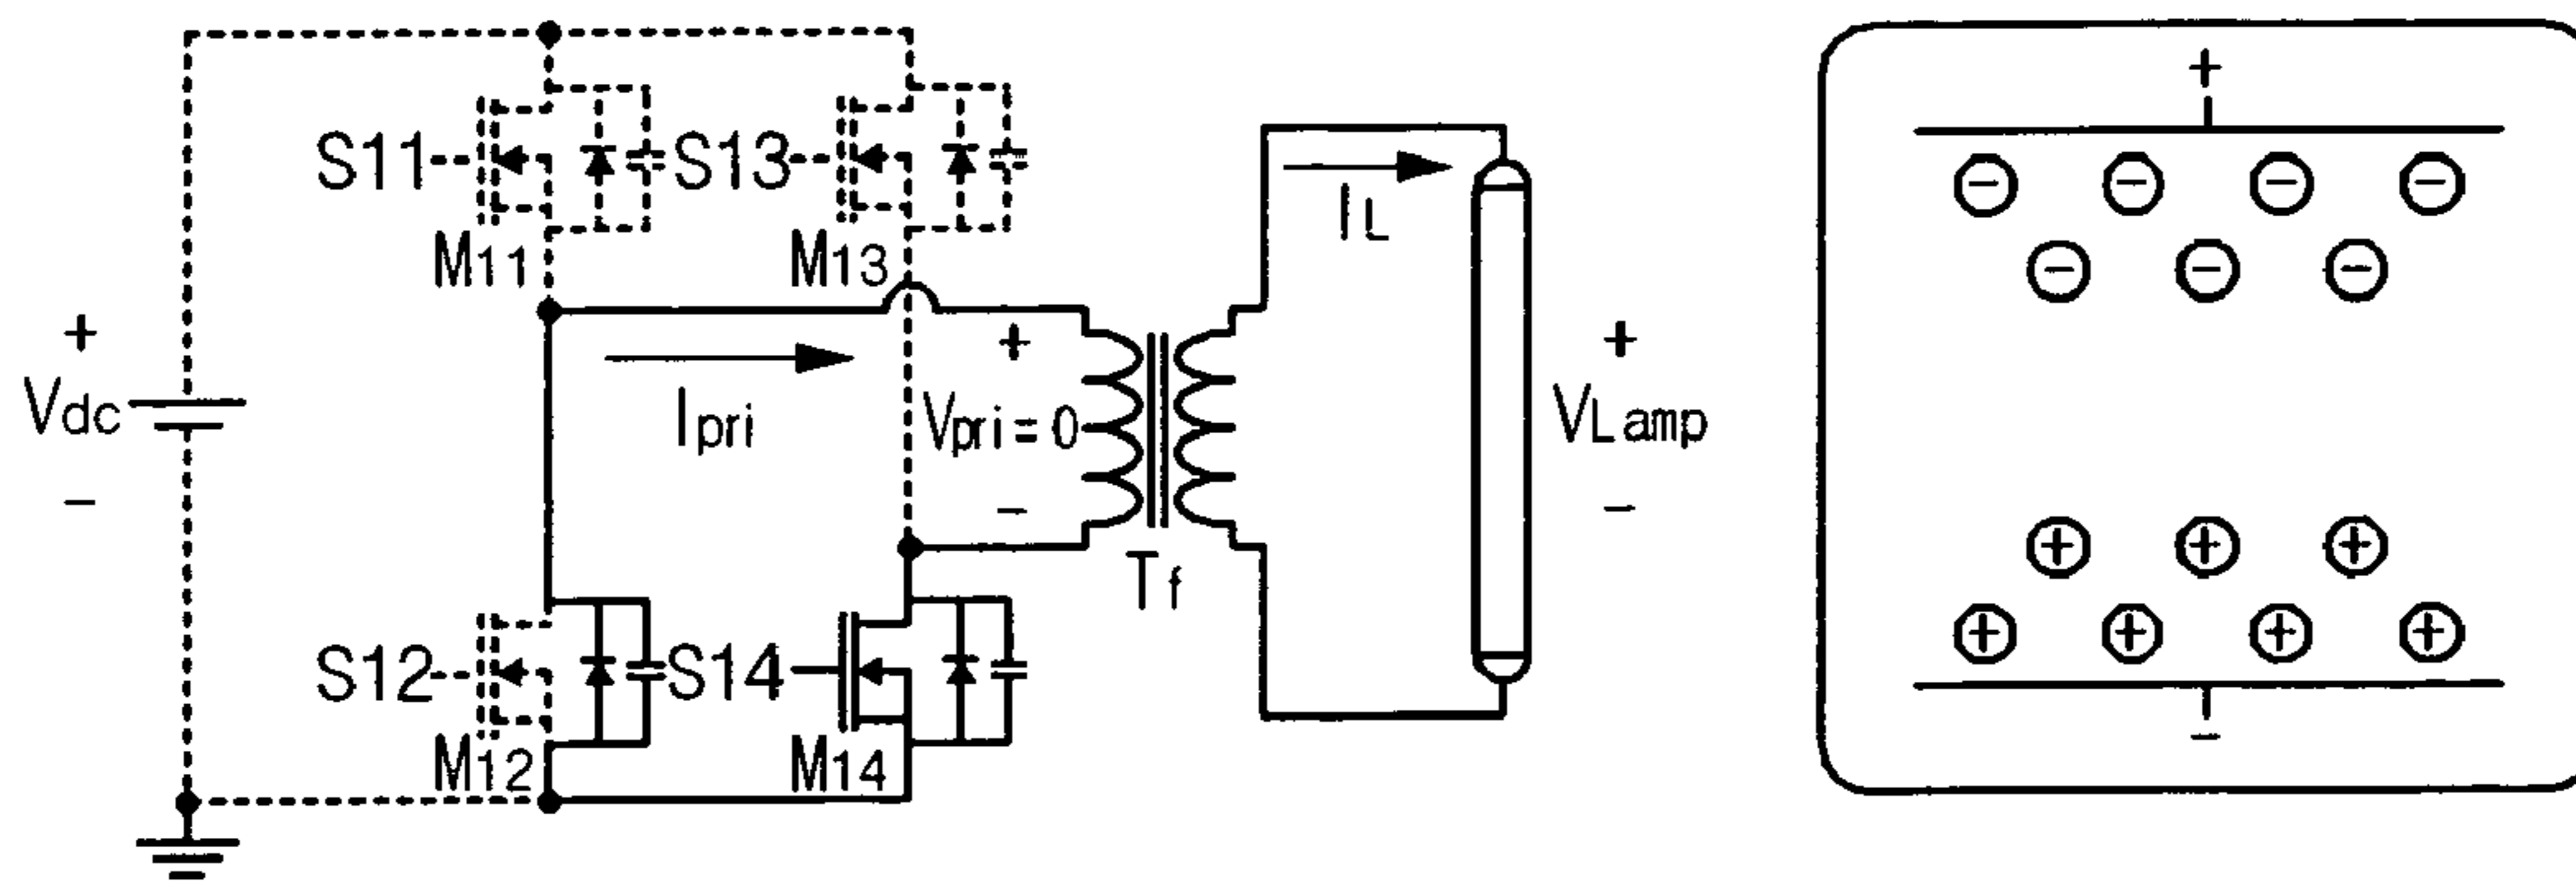 +
S11
S13
IL
M11
M13
+
Vdc
−
Ipri
+
Vpri = 0
−
+
VLamp
−
Tf
S12
S14
M12
M14
− − − −
− − −
+ + +
+ + + +
−